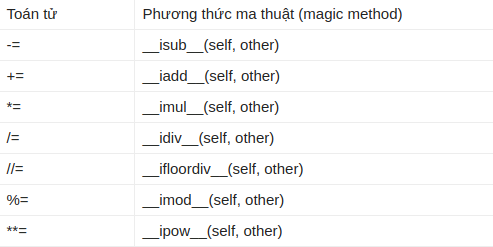 Toán tử Phương thức ma thuật (magic method)
-= __isub__(self, other)
+= __iadd__(self, other)
*= __imul__(self, other)
/= __idiv__(self, other)
//= __ifloordiv__(self, other)
%= __imod__(self, other)
**= __ipow__(self, other)